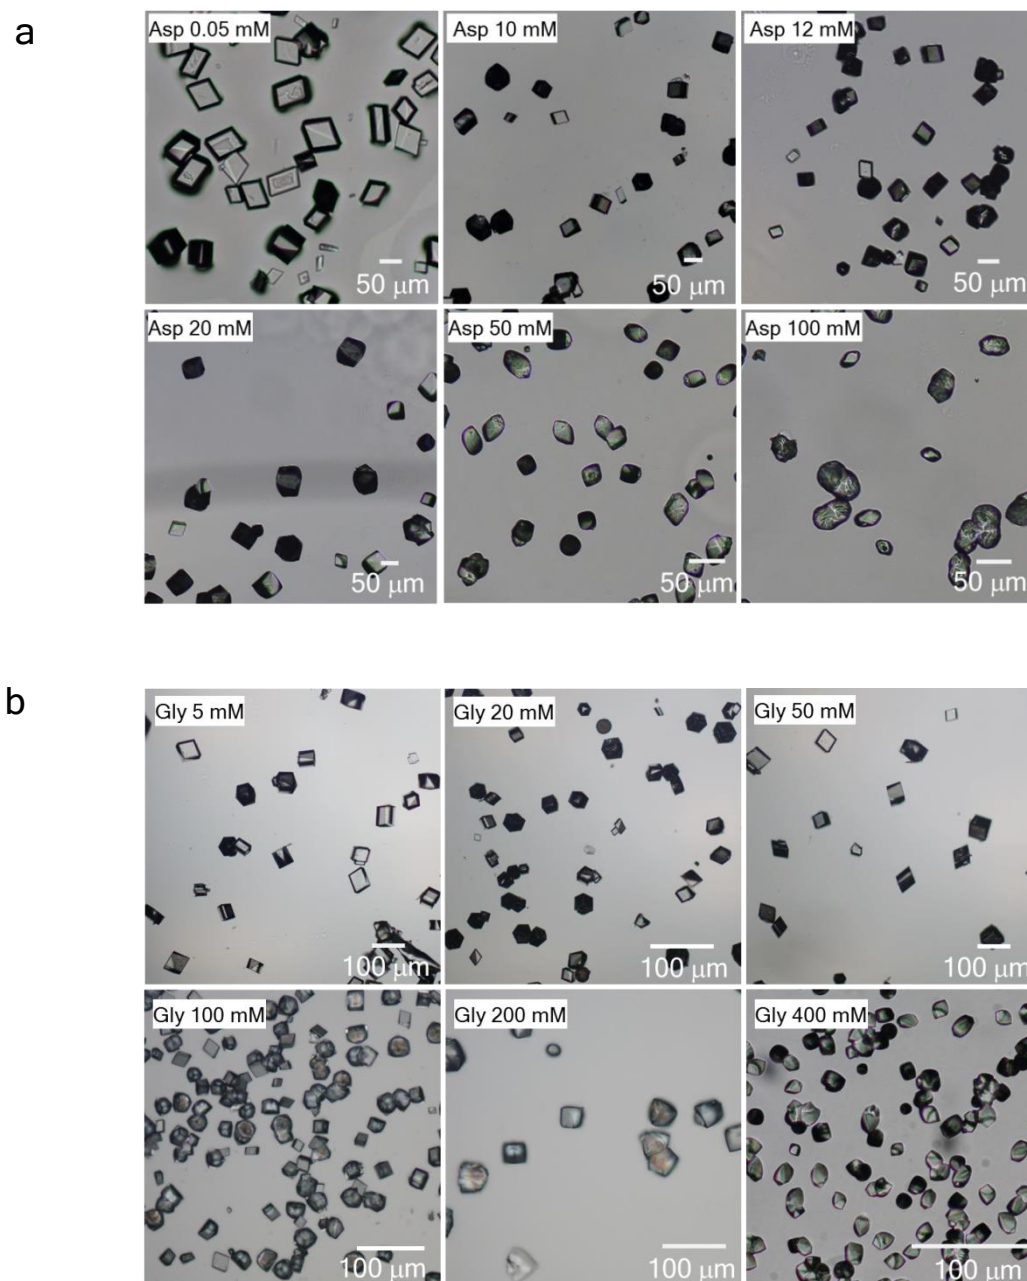 a
Asp 0.05 mM
Asp 10 mM
Asp 12 mM
50 μm
50 μm
50 μm
Asp 20 mM
Asp 50 mM
Asp 100 mM
50 μm
50 μm
50 μm
b
Gly 5 mM
Gly 20 mM
Gly 50 mM
100 μm
100 μm
100 μm
Gly 100 mM
Gly 200 mM
Gly 400 mM
100 μm
100 μm
100 μm